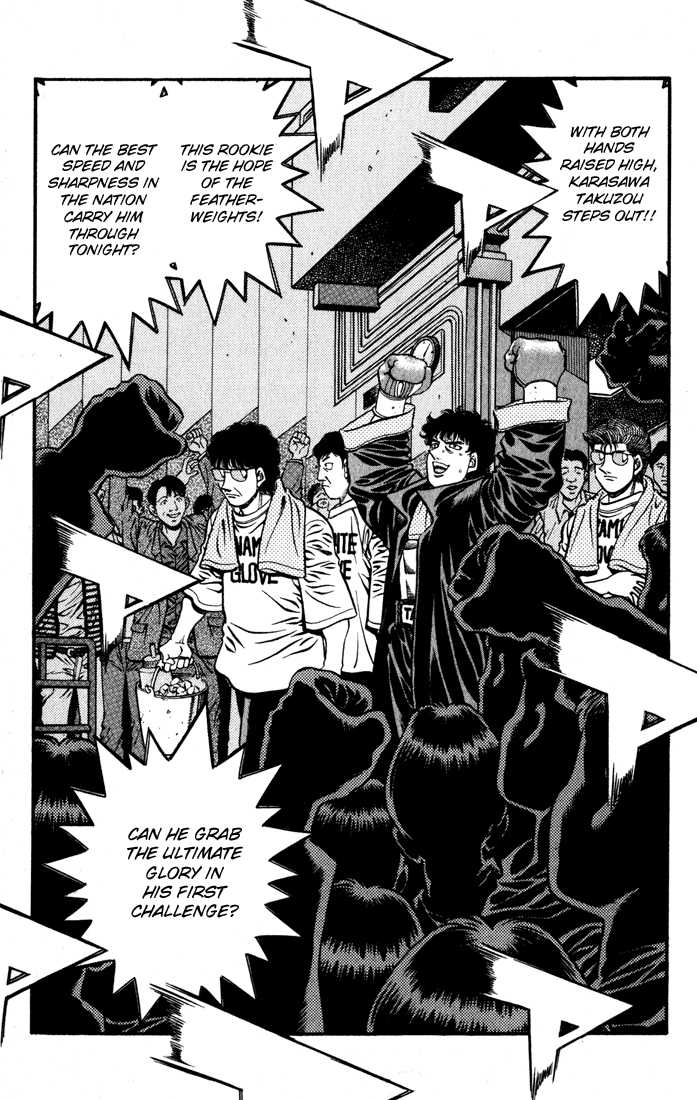 WITH BOTH
HANDS
RAISED HIGH,
KARASAWA
TAKUZOU
STEPS OUT!!
THIS ROOKIE
IS THE HOPE
OF THE
FEATHER-
WEIGHTS!
CAN THE BEST
SPEED AND
SHARPNESS IN
THE NATION
CARRY HIM
THROUGH
TONIGHT?
NAM
GLOVE
CAN HE GRAB
THE ULTIMATE
GLORY IN
HIS FIRST
CHALLENGE?